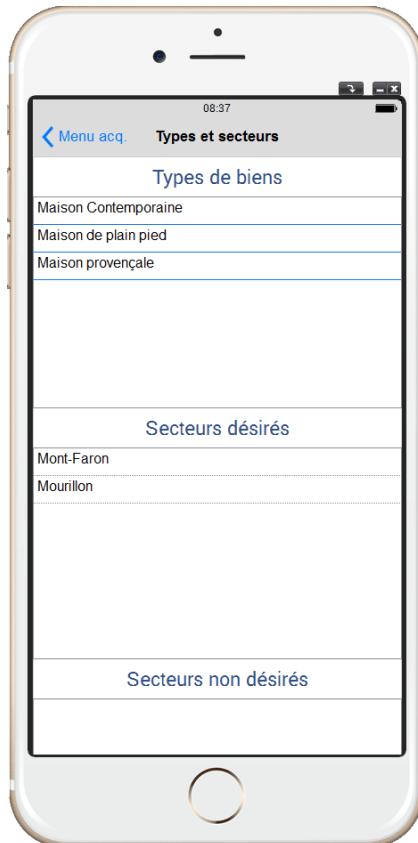 08:37
Menu acq. Types et secteurs
Types de biens
Maison Contemporaine
Maison de plain pied
Maison provençale
Secteurs désirés
Mont-Faron
Mourillon
Secteurs non désirés